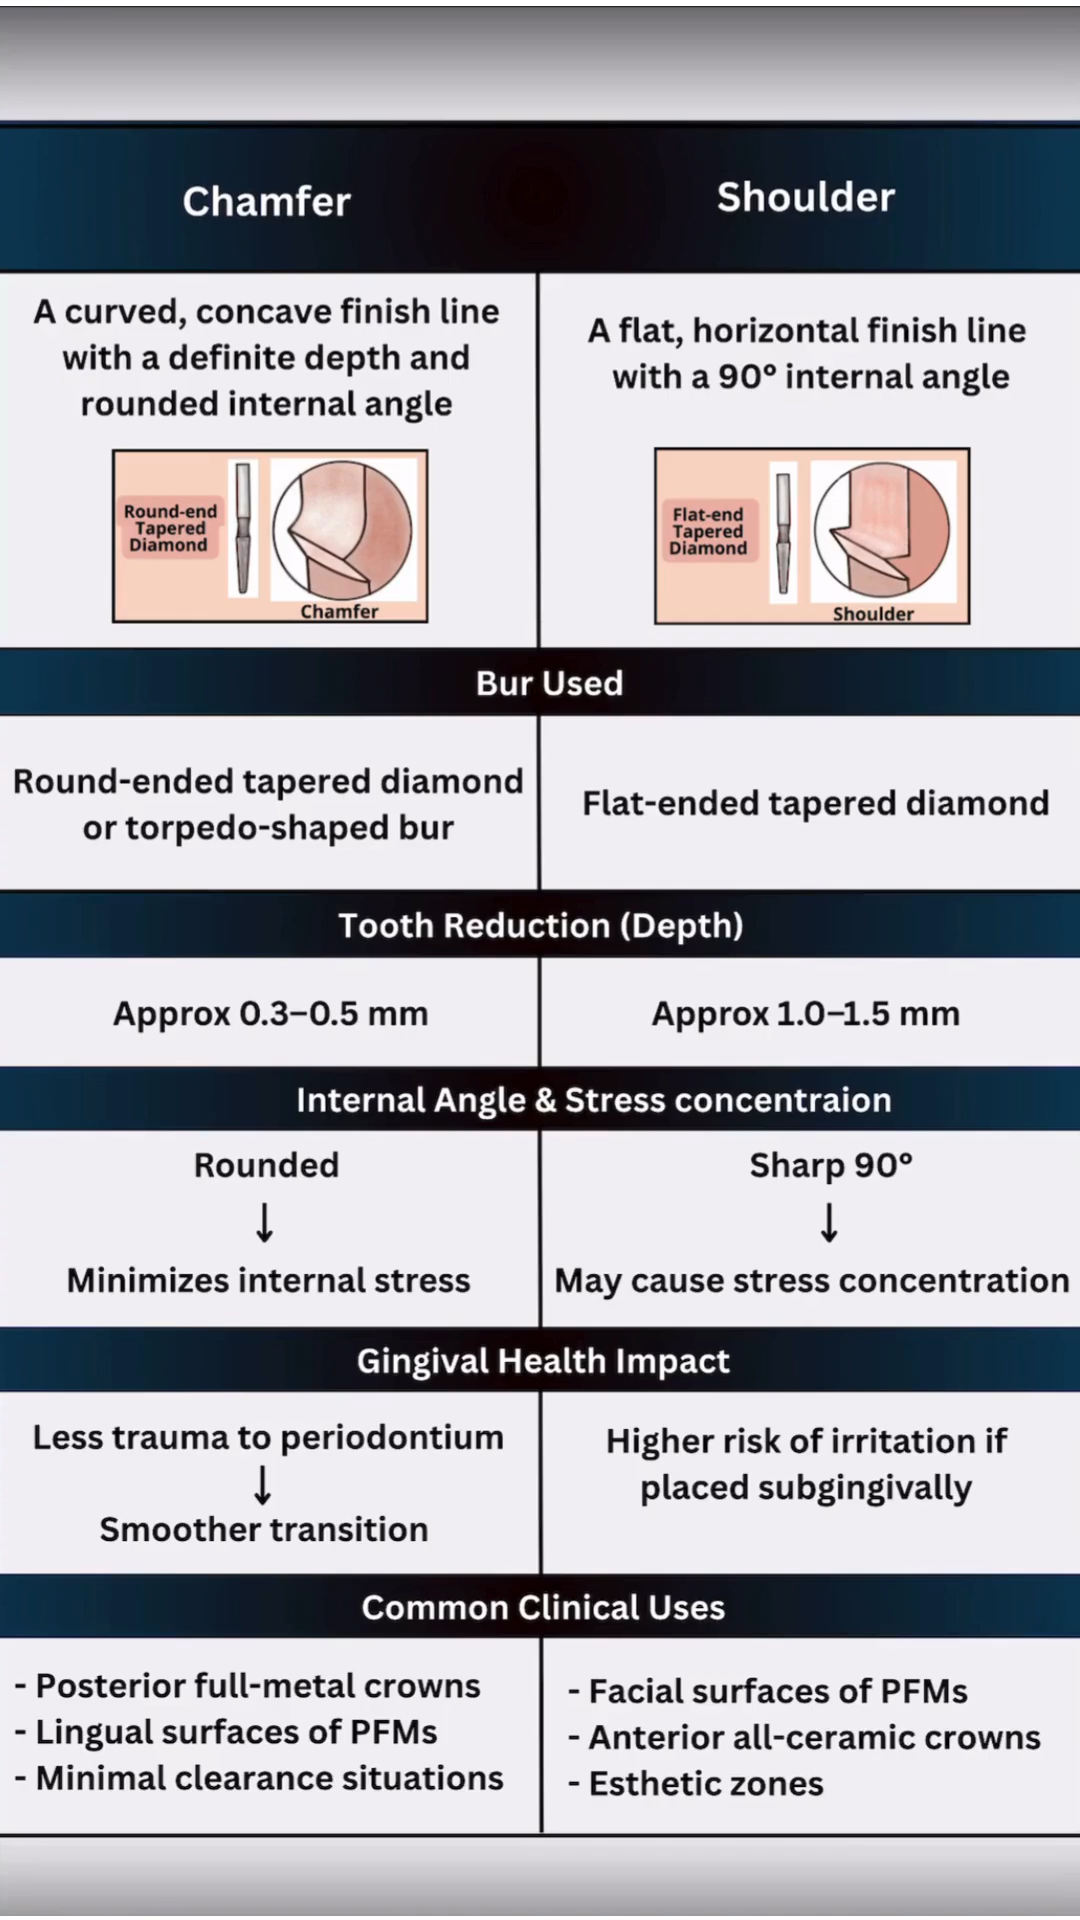 Chamfer
Shoulder
A curved, concave finish line
with a definite depth and
rounded internal angle
A flat, horizontal finish line
with a 90° internal angle
Round-end
Tapered
Diamond
Chamfer
Flat-end
Tapered
Diamond
Shoulder
Bur Used
Round-ended tapered diamond
or torpedo-shaped bur
Flat-ended tapered diamond
Tooth Reduction (Depth)
Approx 0.3–0.5 mm
Approx 1.0–1.5 mm
Internal Angle & Stress concentraion
Rounded
↓
Minimizes internal stress
Sharp 90°
↓
May cause stress concentration
Gingival Health Impact
Less trauma to periodontium
↓
Smoother transition
Higher risk of irritation if
placed subgingivally
Common Clinical Uses
- Posterior full-metal crowns
- Lingual surfaces of PFMs
- Minimal clearance situations
- Facial surfaces of PFMs
- Anterior all-ceramic crowns
- Esthetic zones